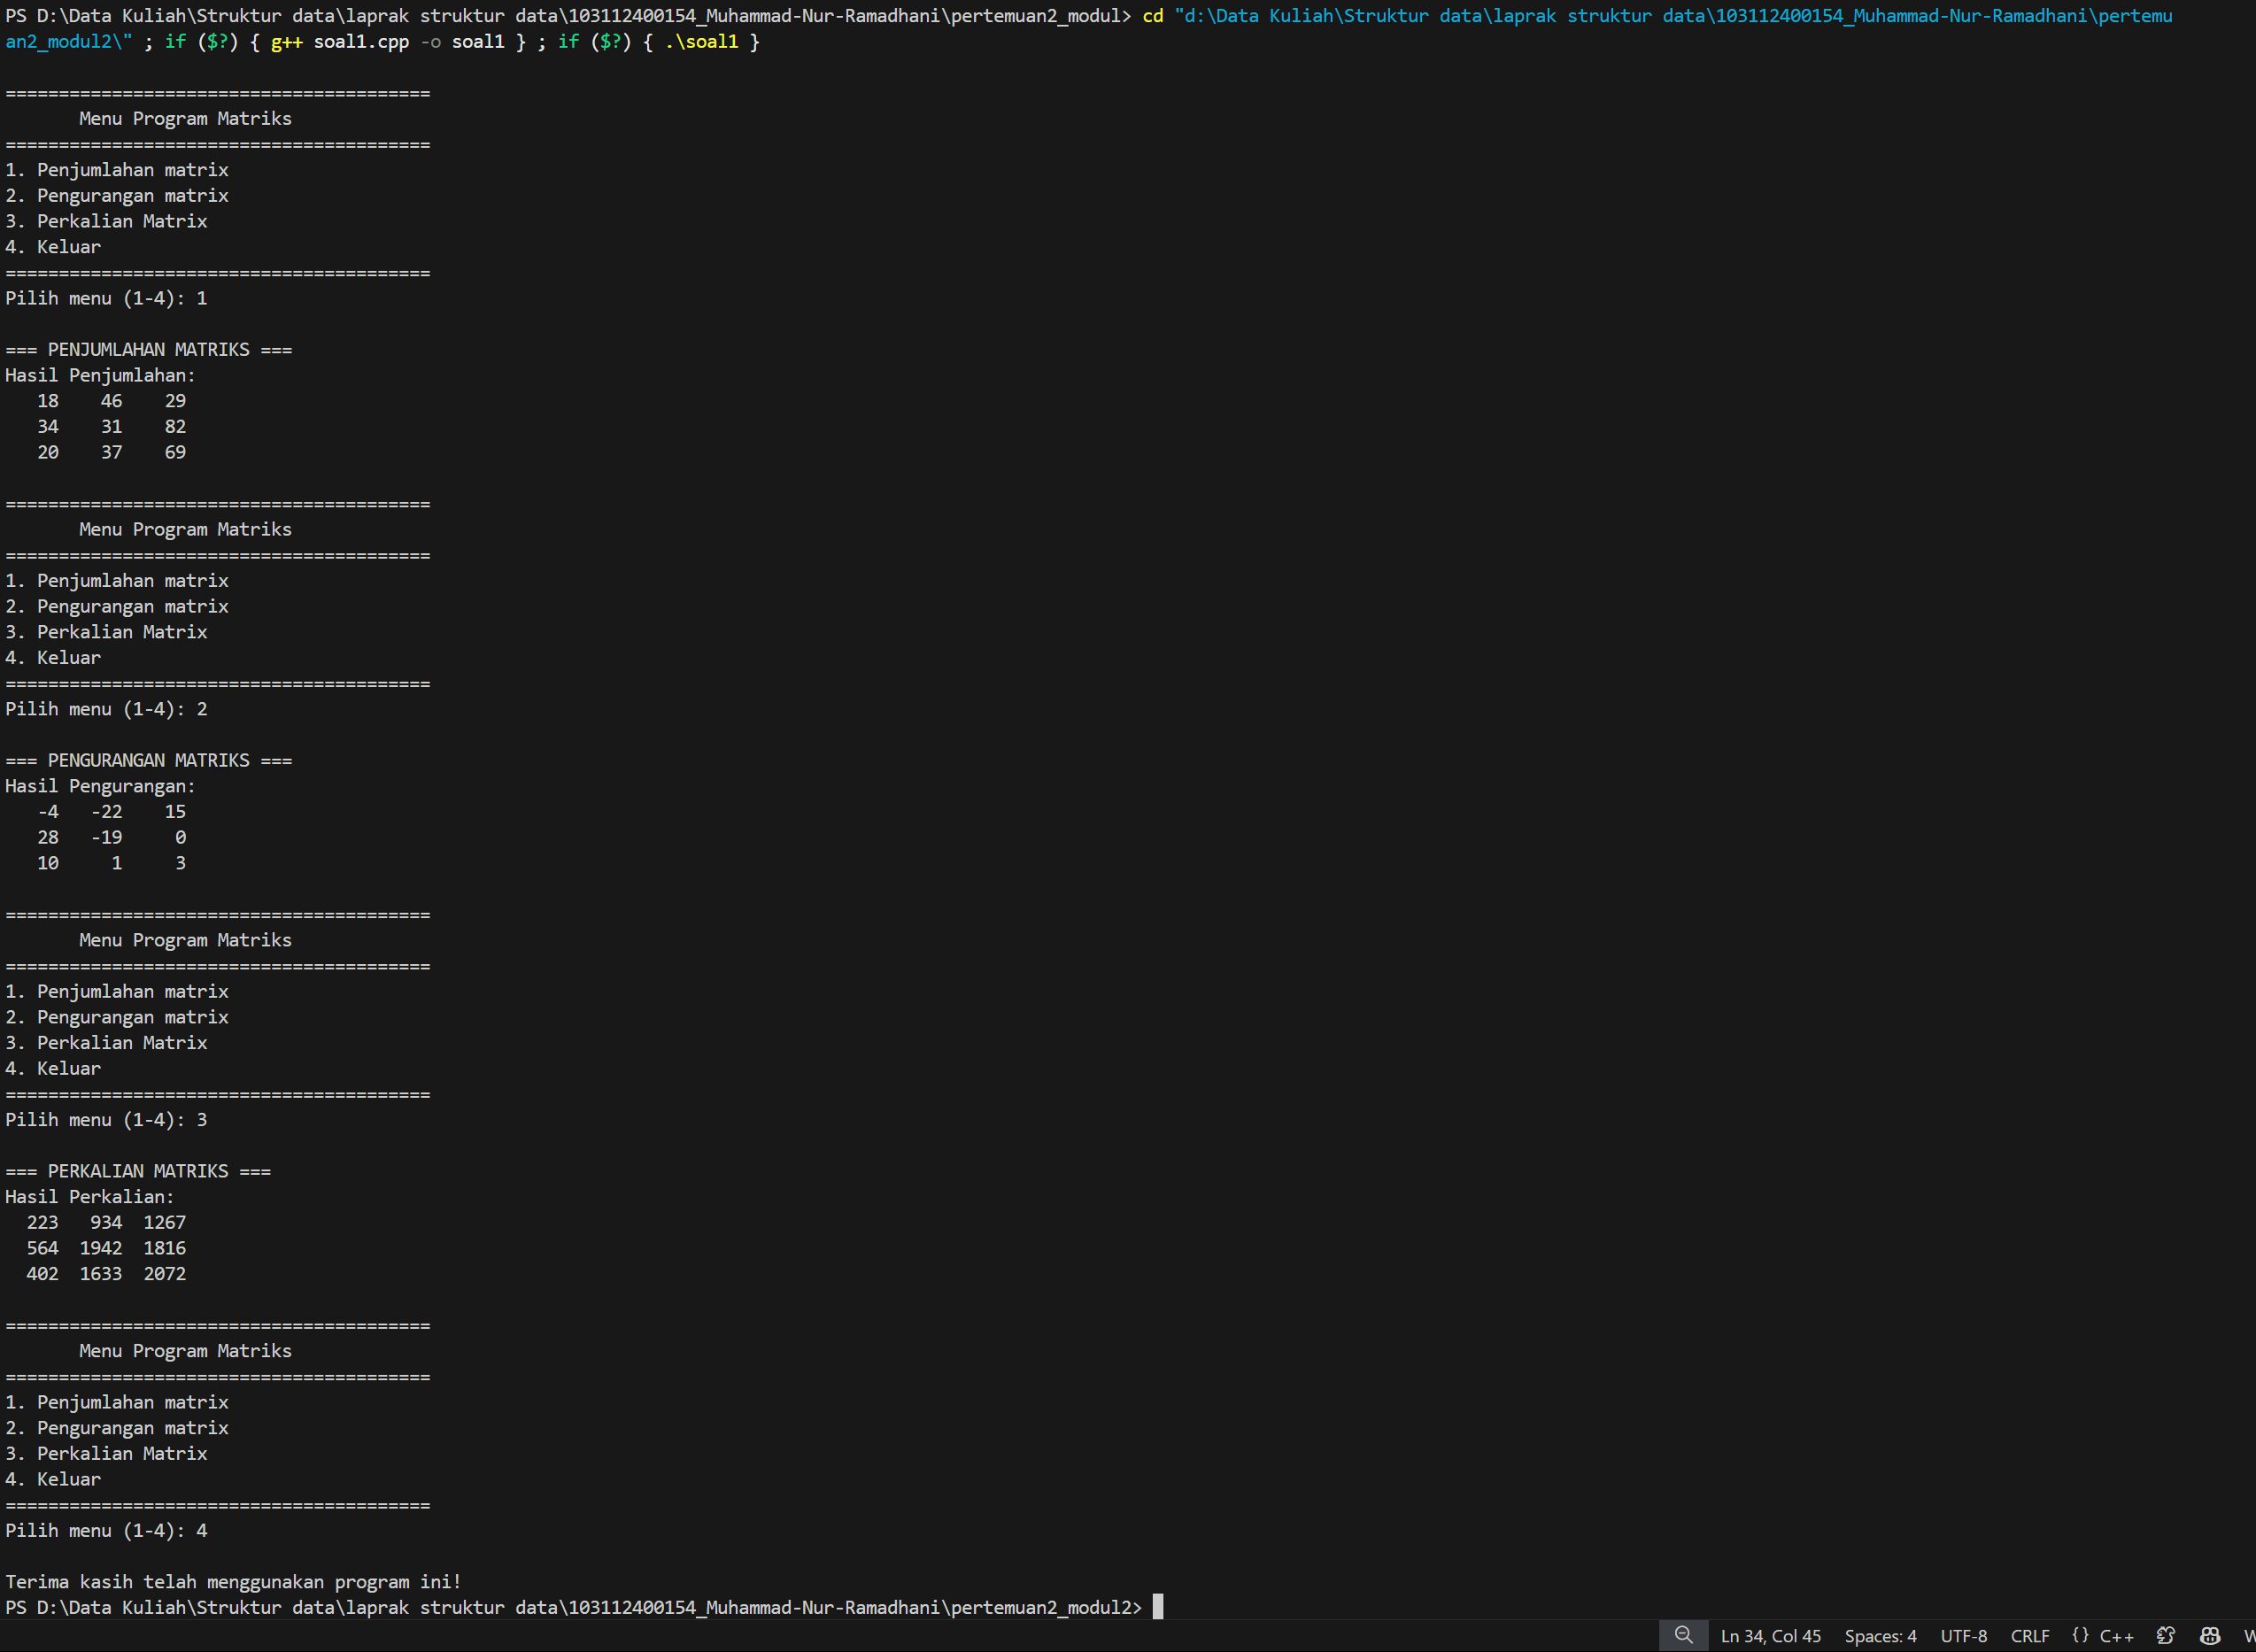 PS D:\Data Kuliah\Struktur data\laprak struktur data\103112400154_Muhammad-Nur-Ramadhani\pertemuan2_modul> cd "d:\Data Kuliah\Struktur data\laprak struktur data\103112400154_Muhammad-Nur-Ramadhani\pertemu
an2_modul2\" ; if ($?) { g++ soal1.cpp -o soal1 } ; if ($?) { .\soal1 }
========================================
Menu Program Matriks
========================================
1. Penjumlahan matrix
2. Pengurangan matrix
3. Perkalian Matrix
4. Keluar
========================================
Pilih menu (1-4): 1
=== PENJUMLAHAN MATRIKS ===
Hasil Penjumlahan:
18 46 29
34 31 82
20 37 69
========================================
Menu Program Matriks
========================================
1. Penjumlahan matrix
2. Pengurangan matrix
3. Perkalian Matrix
4. Keluar
========================================
Pilih menu (1-4): 2
=== PENGURANGAN MATRIKS ===
Hasil Pengurangan:
-4 -22 15
28 -19 0
10 1 3
========================================
Menu Program Matriks
========================================
1. Penjumlahan matrix
2. Pengurangan matrix
3. Perkalian Matrix
4. Keluar
========================================
Pilih menu (1-4): 3
=== PERKALIAN MATRIKS ===
Hasil Perkalian:
223 934 1267
564 1942 1816
402 1633 2072
========================================
Menu Program Matriks
========================================
1. Penjumlahan matrix
2. Pengurangan matrix
3. Perkalian Matrix
4. Keluar
========================================
Pilih menu (1-4): 4
Terima kasih telah menggunakan program ini!
PS D:\Data Kuliah\Struktur data\laprak struktur data\103112400154_Muhammad-Nur-Ramadhani\pertemuan2_modul2>
Ln 34, Col 45 Spaces: 4 UTF-8 CRLF {} C++